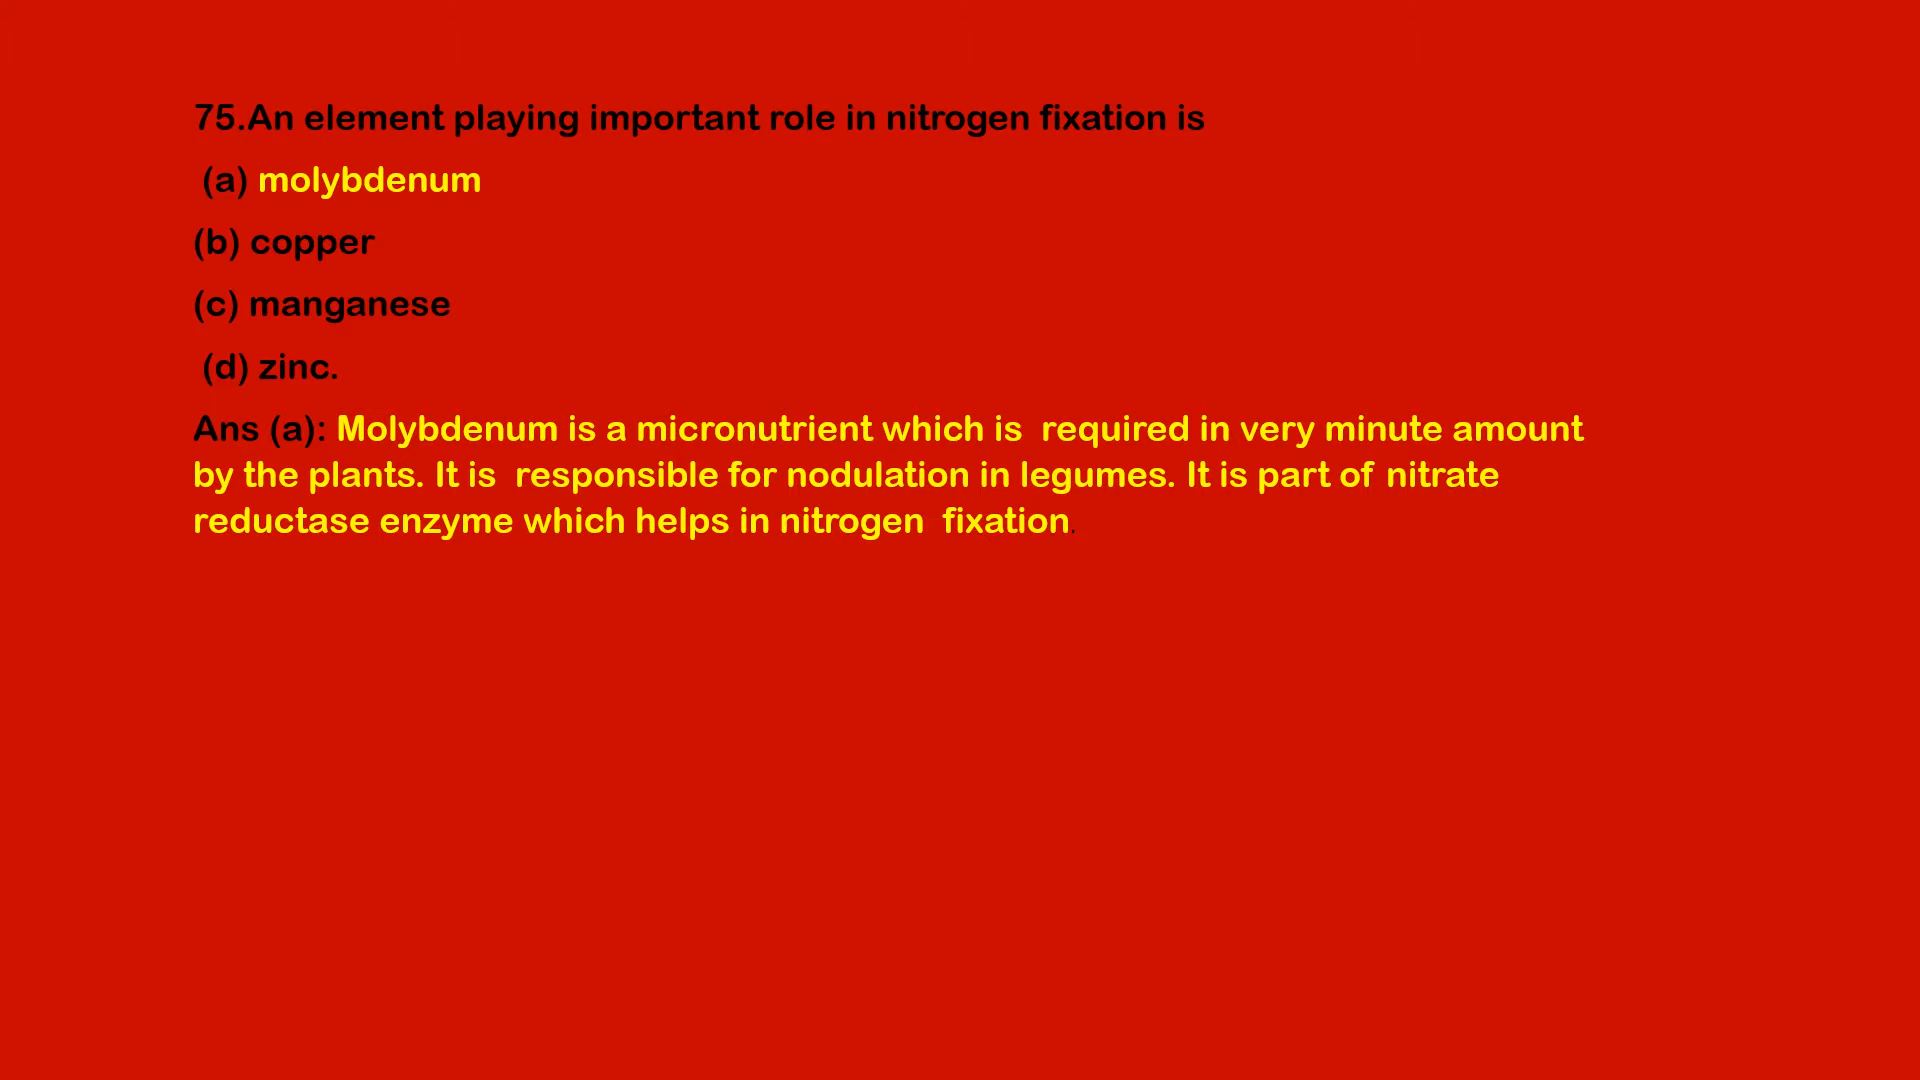 75.An element playing important role in nitrogen fixation is
(a) molybdenum
(b) copper
(c) manganese
(d) zinc.
Ans (a): Molybdenum is a micronutrient which is  required in very minute amount
by the plants. It is  responsible for nodulation in legumes. It is part of nitrate
reductase enzyme which helps in nitrogen  fixation.